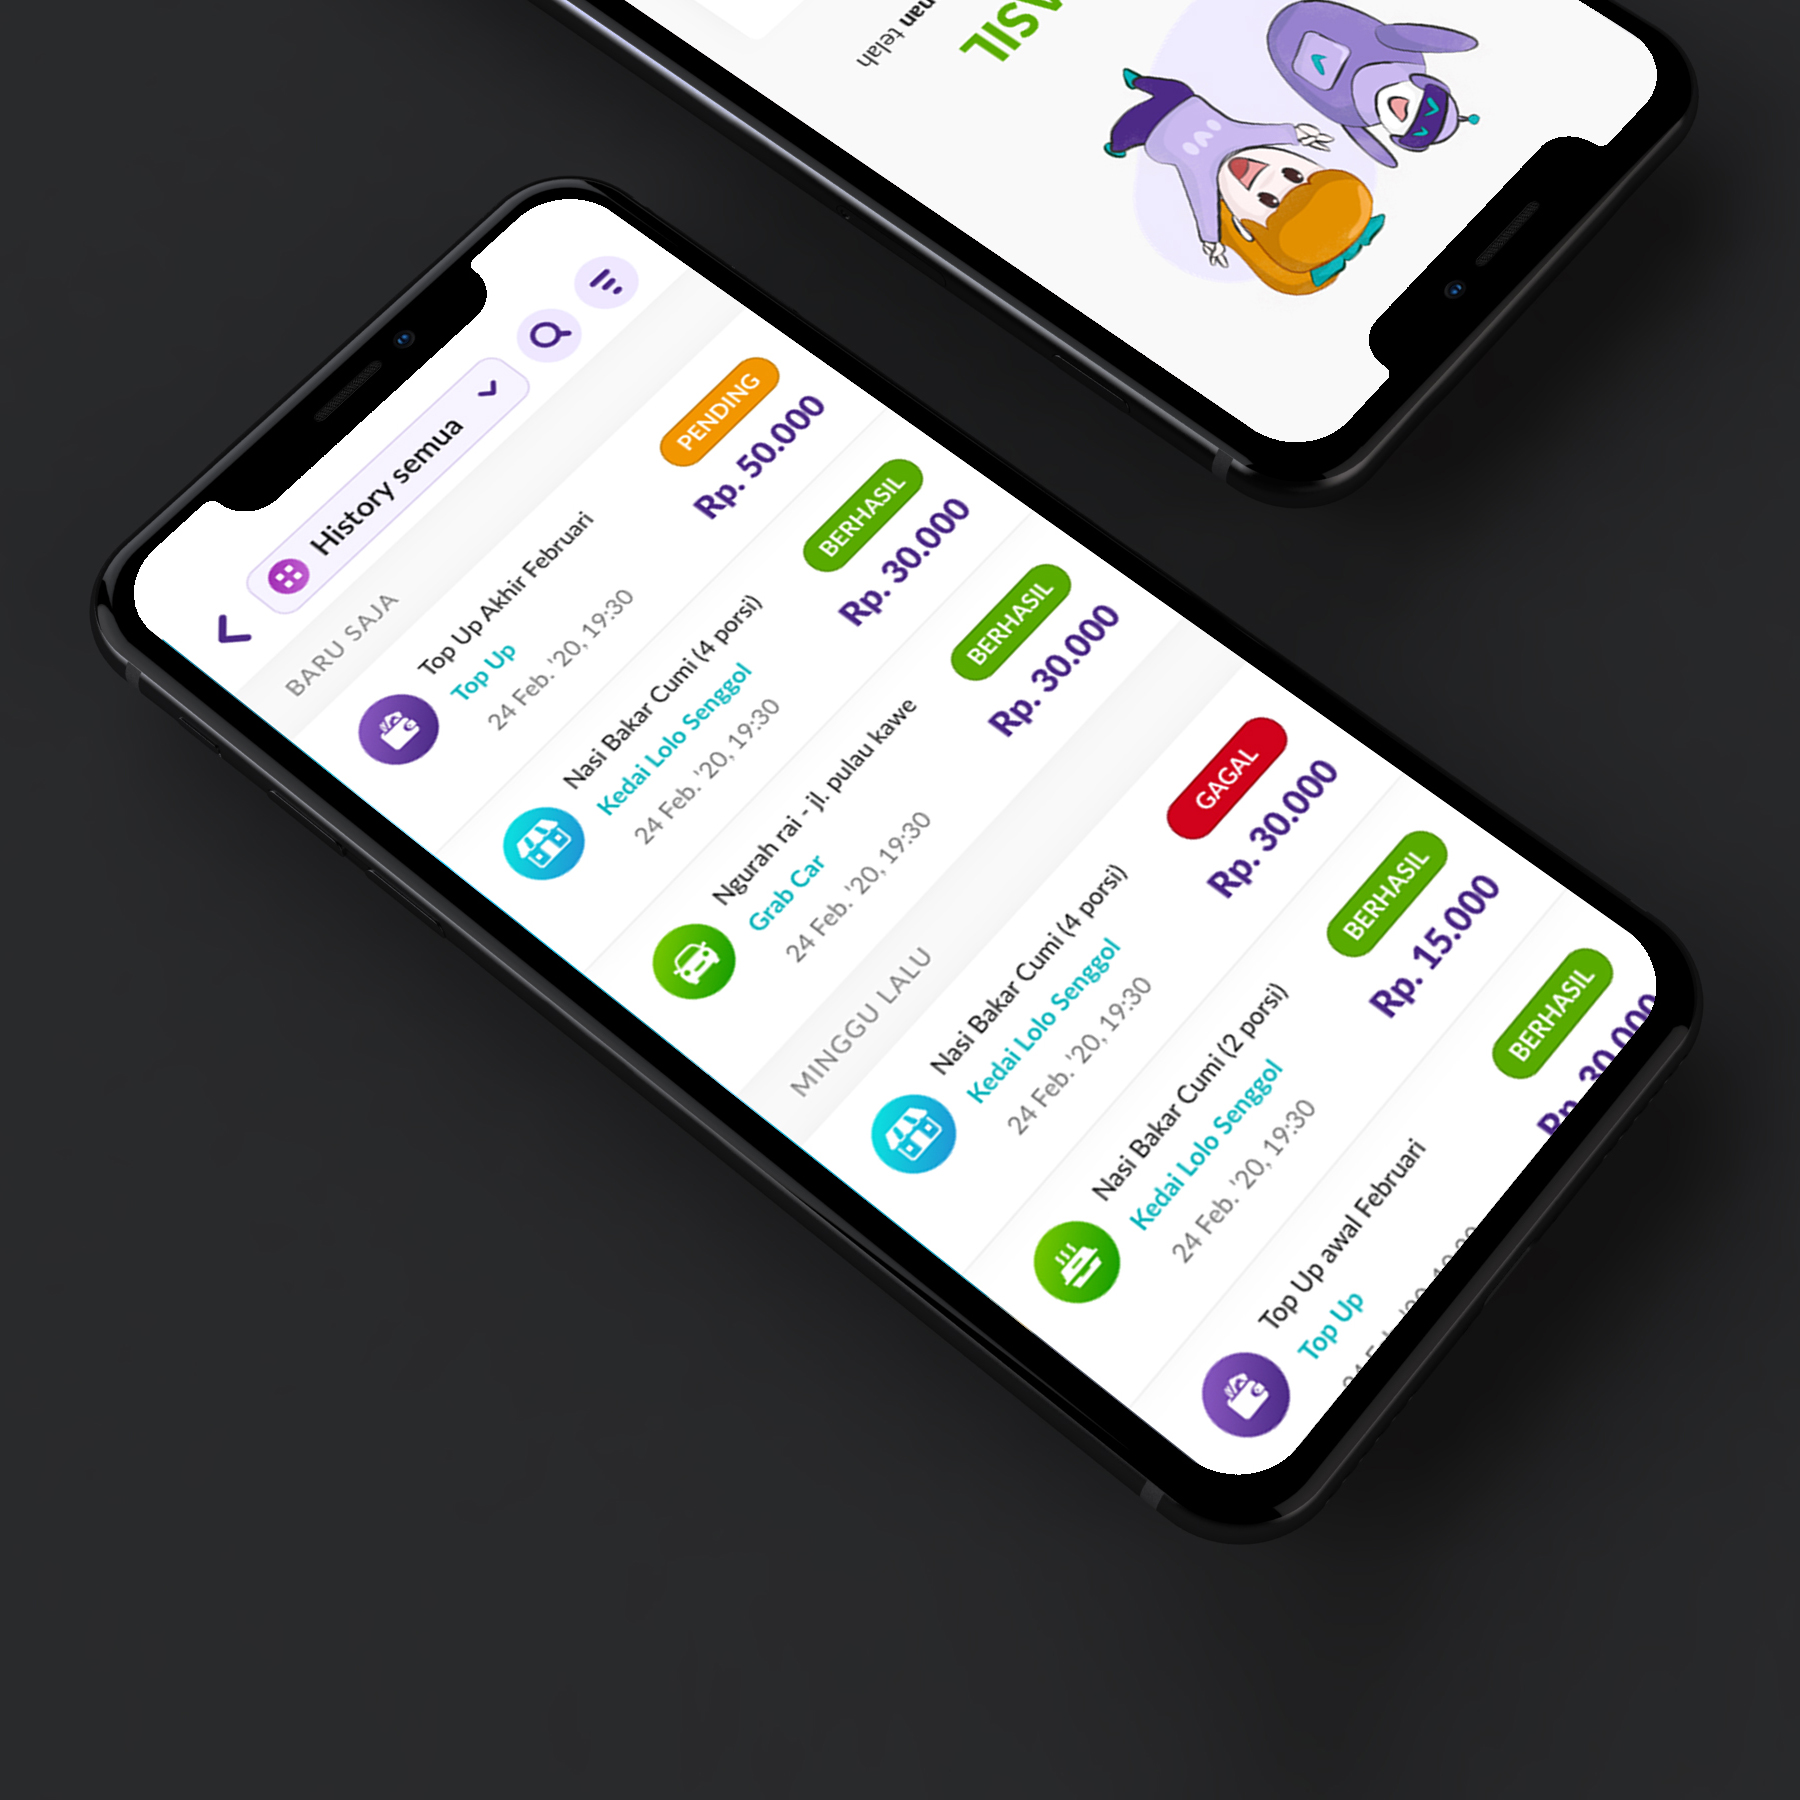 nan telah
ASIL
History semua
BARU SAJA
Top Up Akhir Februari
PENDING
Top Up
Rp. 50.000
24 Feb. '20, 19:30
Nasi Bakar Cumi (4 porsi)
BERHASIL
Kedai Lolo Senggol
Rp. 30.000
24 Feb. '20, 19:30
Ngurah rai - jl. pulau kawe
BERHASIL
Grab Car
Rp. 30.000
24 Feb. '20, 19:30
MINGGU LALU
Nasi Bakar Cumi (4 porsi)
GAGAL
Kedai Lolo Senggol
Rp. 30.000
24 Feb. '20, 19:30
Nasi Bakar Cumi (2 porsi)
BERHASIL
Kedai Lolo Senggol
Rp. 15.000
24 Feb. '20, 19:30
Top Up awal Februari
BERHASIL
Top Up
Rp. 30.000